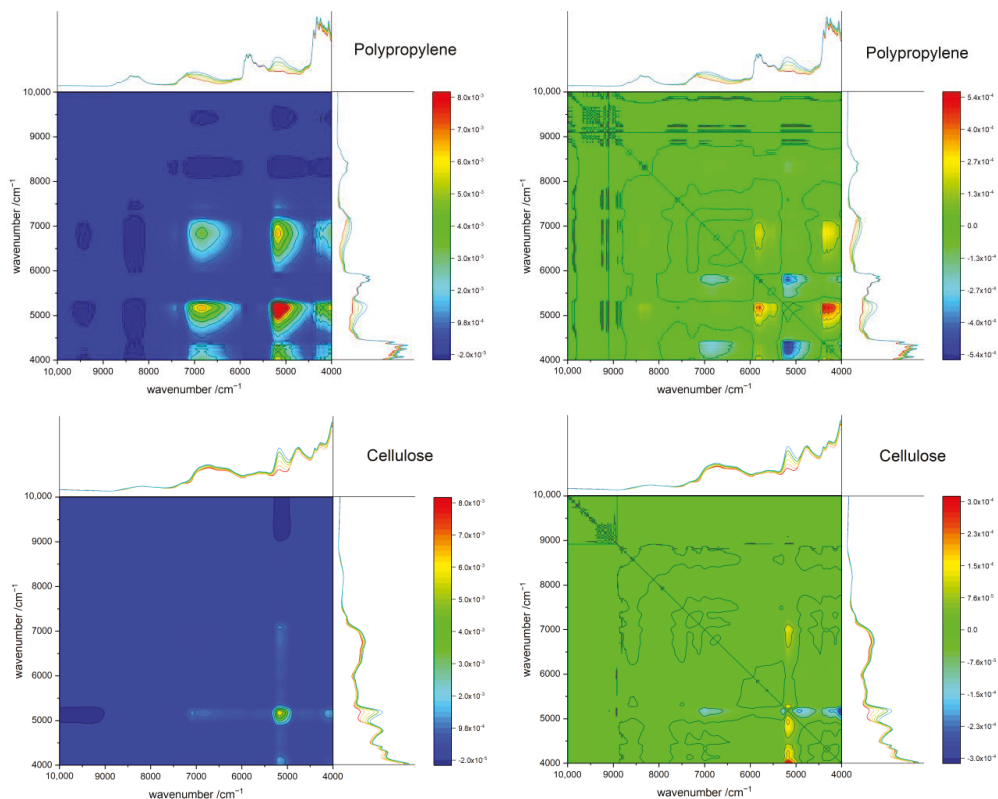 Polypropylene
10,000
9000
8000
7000
6000
5000
4000
wavenumber /cm⁻¹
10,000 9000 8000 7000 6000 5000 4000
wavenumber /cm⁻¹
8.0x10⁻³
7.0x10⁻³
6.0x10⁻³
5.0x10⁻³
4.0x10⁻³
3.0x10⁻³
2.0x10⁻³
9.8x10⁻⁴
-2.0x10⁻⁵
Polypropylene
10,000
9000
8000
7000
6000
5000
4000
wavenumber /cm⁻¹
10,000 9000 8000 7000 6000 5000 4000
wavenumber /cm⁻¹
5.4x10⁻⁴
4.0x10⁻⁴
2.7x10⁻⁴
1.3x10⁻⁴
0.0
-1.3x10⁻⁴
-2.7x10⁻⁴
-4.0x10⁻⁴
-5.4x10⁻⁴
Cellulose
10,000
9000
8000
7000
6000
5000
4000
wavenumber /cm⁻¹
10,000 9000 8000 7000 6000 5000 4000
wavenumber /cm⁻¹
8.0x10⁻³
7.0x10⁻³
6.0x10⁻³
5.0x10⁻³
4.0x10⁻³
3.0x10⁻³
2.0x10⁻³
9.8x10⁻⁴
-2.0x10⁻⁵
Cellulose
10,000
9000
8000
7000
6000
5000
4000
wavenumber /cm⁻¹
10,000 9000 8000 7000 6000 5000 4000
wavenumber /cm⁻¹
3.1x10⁻⁴
2.3x10⁻⁴
1.5x10⁻⁴
7.6x10⁻⁵
0.0
-7.6x10⁻⁵
-1.6x10⁻⁴
-2.3x10⁻⁴